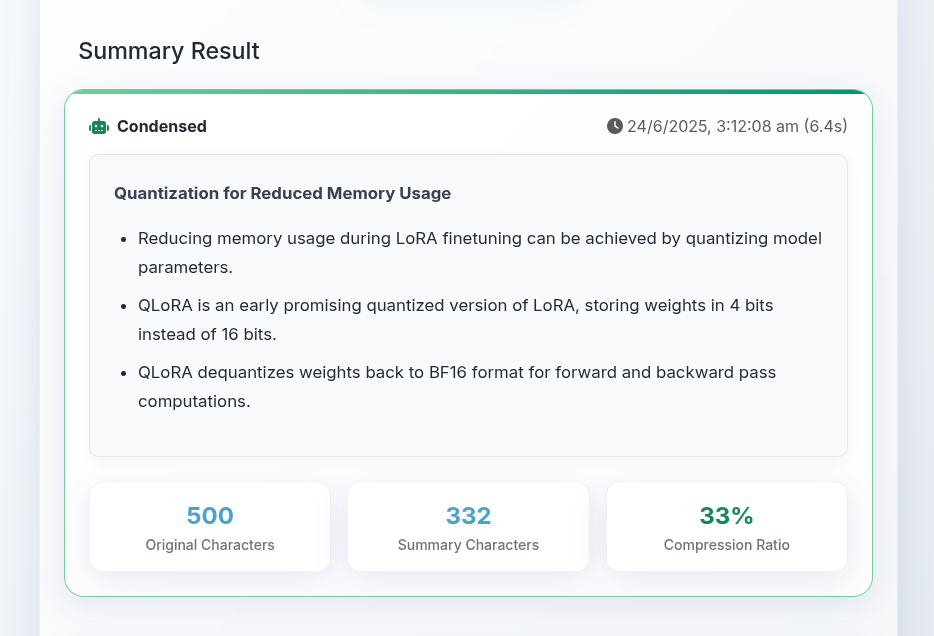 Summary Result
Condensed
24/6/2025, 3:12:08 am (6.4s)
Quantization for Reduced Memory Usage
• Reducing memory usage during LoRA finetuning can be achieved by quantizing model
parameters.
• QLoRA is an early promising quantized version of LoRA, storing weights in 4 bits
instead of 16 bits.
• QLoRA dequantizes weights back to BF16 format for forward and backward pass
computations.
500
Original Characters
332
Summary Characters
33%
Compression Ratio